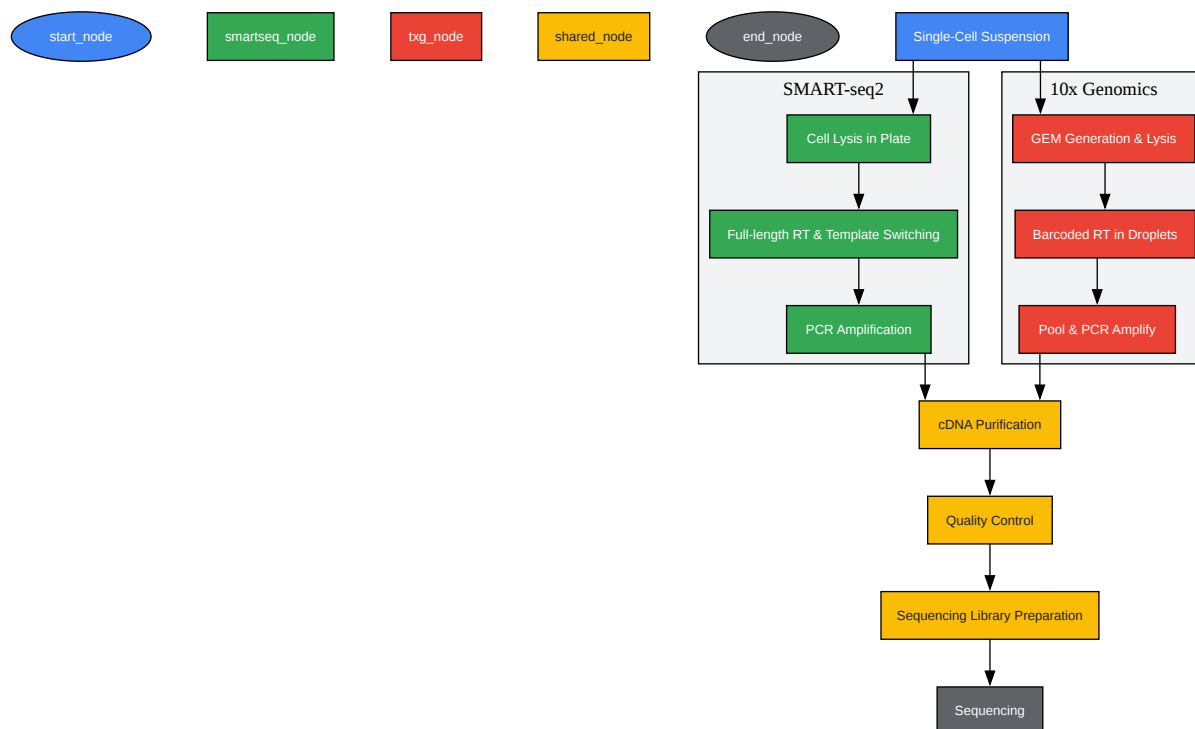 start_node
smartseq_node
txg_node
shared_node
end_node
Single-Cell Suspension
SMART-seq2
10x Genomics
Cell Lysis in Plate
GEM Generation & Lysis
Full-length RT & Template Switching
Barcoded RT in Droplets
PCR Amplification
Pool & PCR Amplify
cDNA Purification
Quality Control
Sequencing Library Preparation
Sequencing